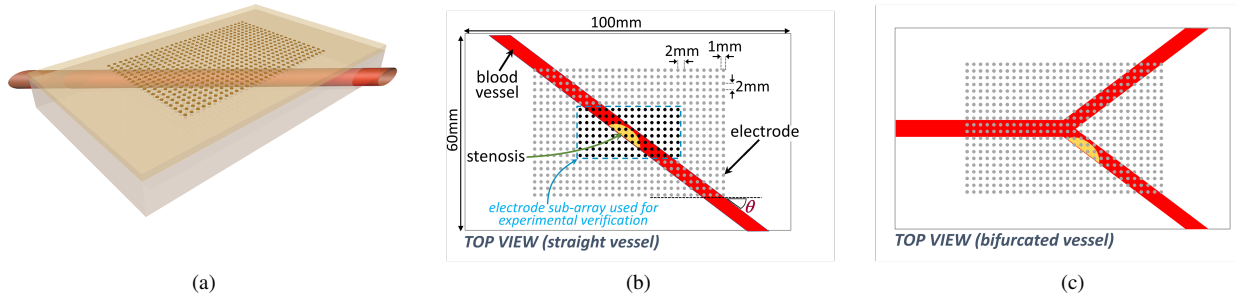 100mm
2mm
1mm
blood
vessel
2mm
60mm
electrode
stenosis
electrode sub-array used for
experimental verification
θ
TOP VIEW (straight vessel)
TOP VIEW (bifurcated vessel)
(a)
(b)
(c)